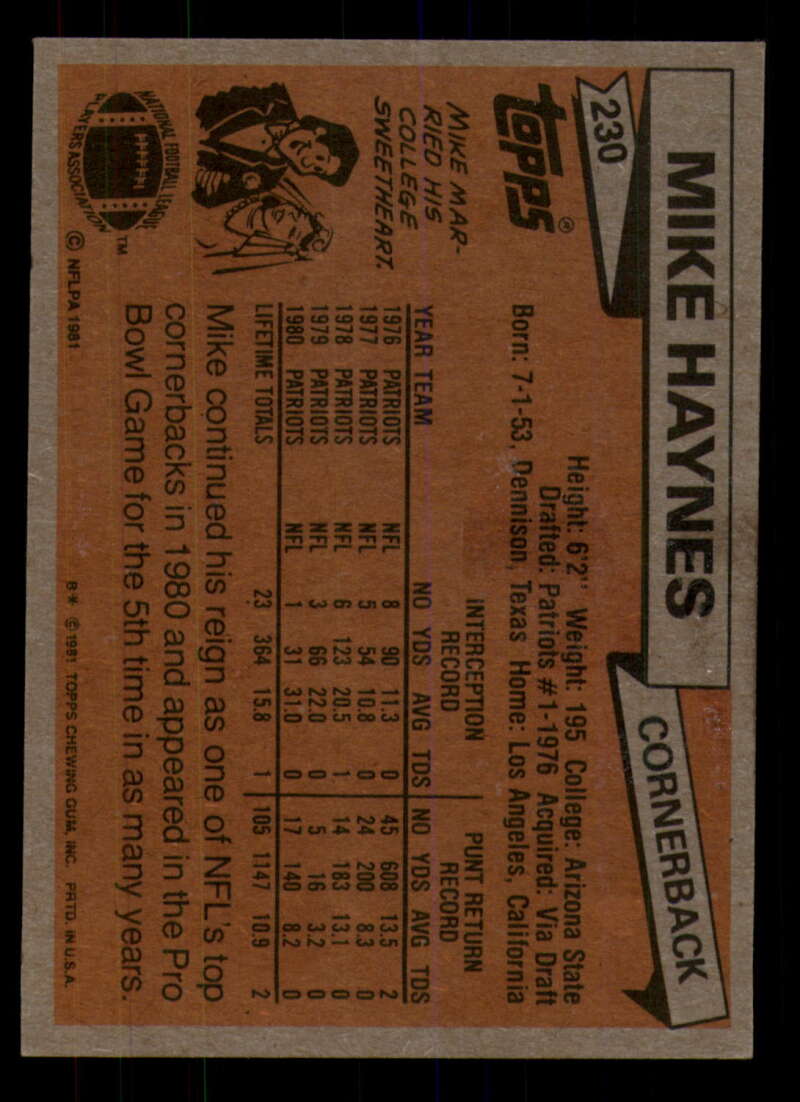 230
MIKE HAYNES
CORNERBACK
topps®
Height: 6'2" Weight: 195 College: Arizona State
Drafted: Patriots #1-1976 Acquired: Via Draft
Born: 7-1-53, Dennison, Texas Home: Los Angeles, California
MIKE MAR-
RIED HIS
COLLEGE
SWEETHEART.
INTERCEPTION RECORD PUNT RETURN RECORD
YEAR TEAM NO YDS AVG TDS NO YDS AVG TDS
1976 PATRIOTS NFL 8 90 11.3 0 45 608 13.5 2
1977 PATRIOTS NFL 5 54 10.8 0 24 200 8.3 0
1978 PATRIOTS NFL 6 123 20.5 1 14 183 13.1 0
1979 PATRIOTS NFL 3 66 22.0 0 5 16 3.2 0
1980 PATRIOTS NFL 1 31 31.0 0 17 140 8.2 0
LIFETIME TOTALS 23 364 15.8 1 105 1147 10.9 2
Mike continued his reign as one of NFL's top
cornerbacks in 1980 and appeared in the Pro
Bowl Game for the 5th time in as many years.
NATIONAL FOOTBALL LEAGUE
PLAYERS ASSOCIATION
TM
© NFLPA 1981
B* © 1981 TOPPS CHEWING GUM, INC. PRTD. IN U.S.A.